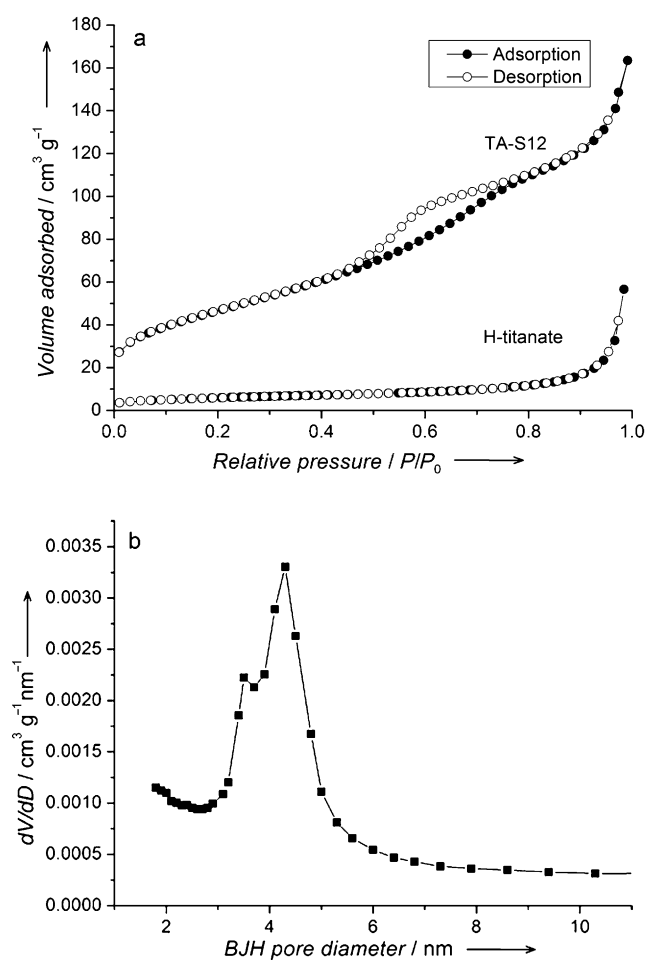 a
180
160
140
120
100
80
60
40
20
0
Volume adsorbed / cm³ g⁻¹
Adsorption
Desorption
TA-S12
H-titanate
0.0 0.2 0.4 0.6 0.8 1.0
Relative pressure / P/P₀
b
0.0035
0.0030
0.0025
0.0020
0.0015
0.0010
0.0005
0.0000
dV/dD / cm³ g⁻¹ nm⁻¹
2 4 6 8 10
BJH pore diameter / nm